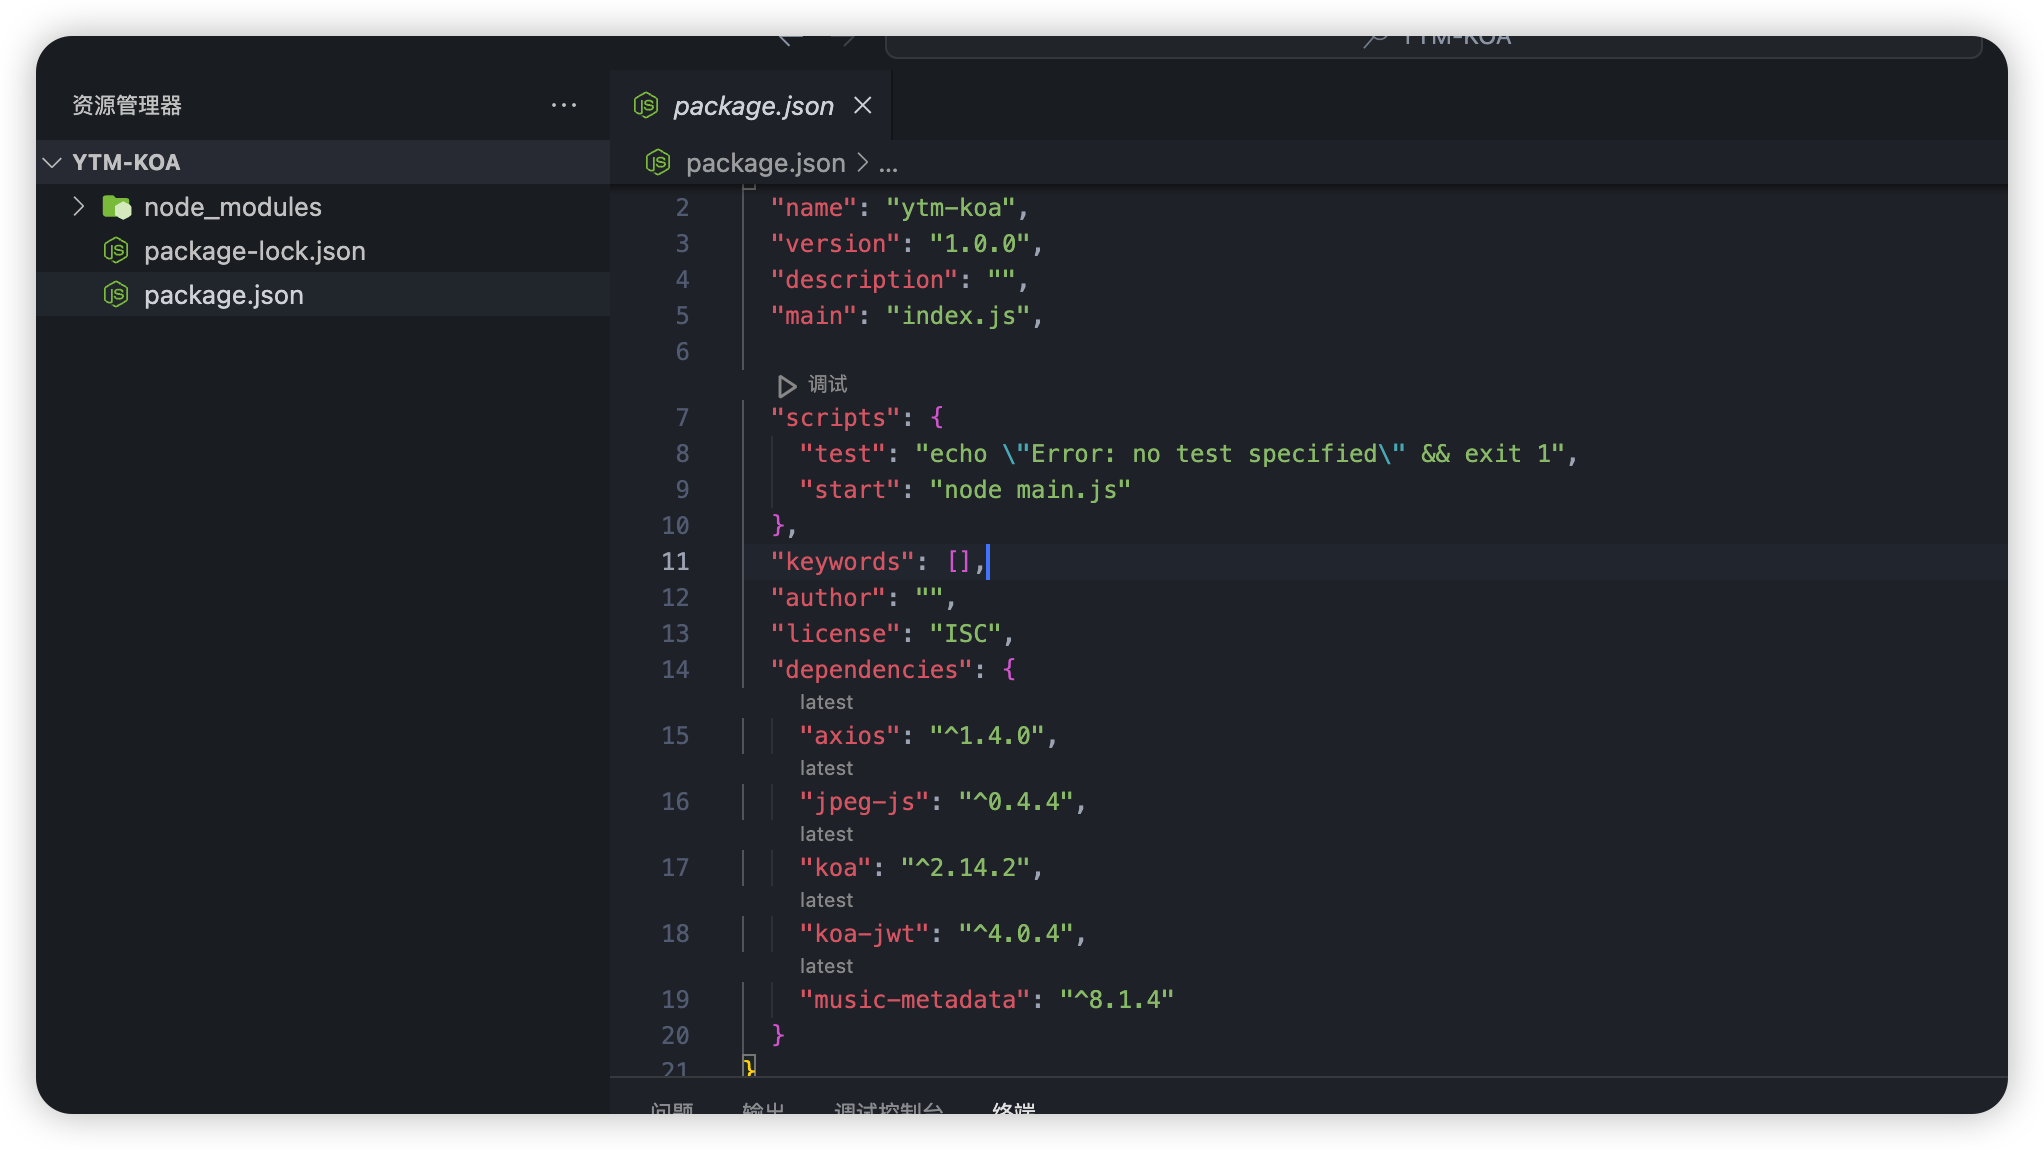 YTM-KOA
资源管理器
YTM-KOA
node_modules
package-lock.json
package.json
package.json
package.json > ...
2 "name": "ytm-koa",
3 "version": "1.0.0",
4 "description": "",
5 "main": "index.js",
6
调试
7 "scripts": {
8 "test": "echo \"Error: no test specified\" && exit 1",
9 "start": "node main.js"
10 },
11 "keywords": [],
12 "author": "",
13 "license": "ISC",
14 "dependencies": {
latest
15 "axios": "^1.4.0",
latest
16 "jpeg-js": "^0.4.4",
latest
17 "koa": "^2.14.2",
latest
18 "koa-jwt": "^4.0.4",
latest
19 "music-metadata": "^8.1.4"
20 }
21 }
问题 输出 调试控制台 终端